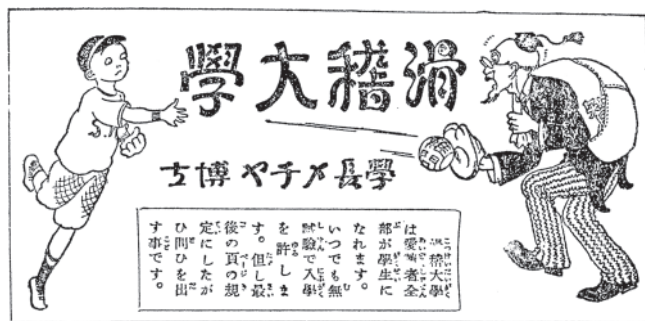 滑稽大學
學長メチヤ博士
滑稽大學
は愛讀者全
部が學生に
なれます。
いつでも無
試驗で入學
を許しま
す。但し最
後の頁の規
定にしたが
ひ問ひを出
す事です。